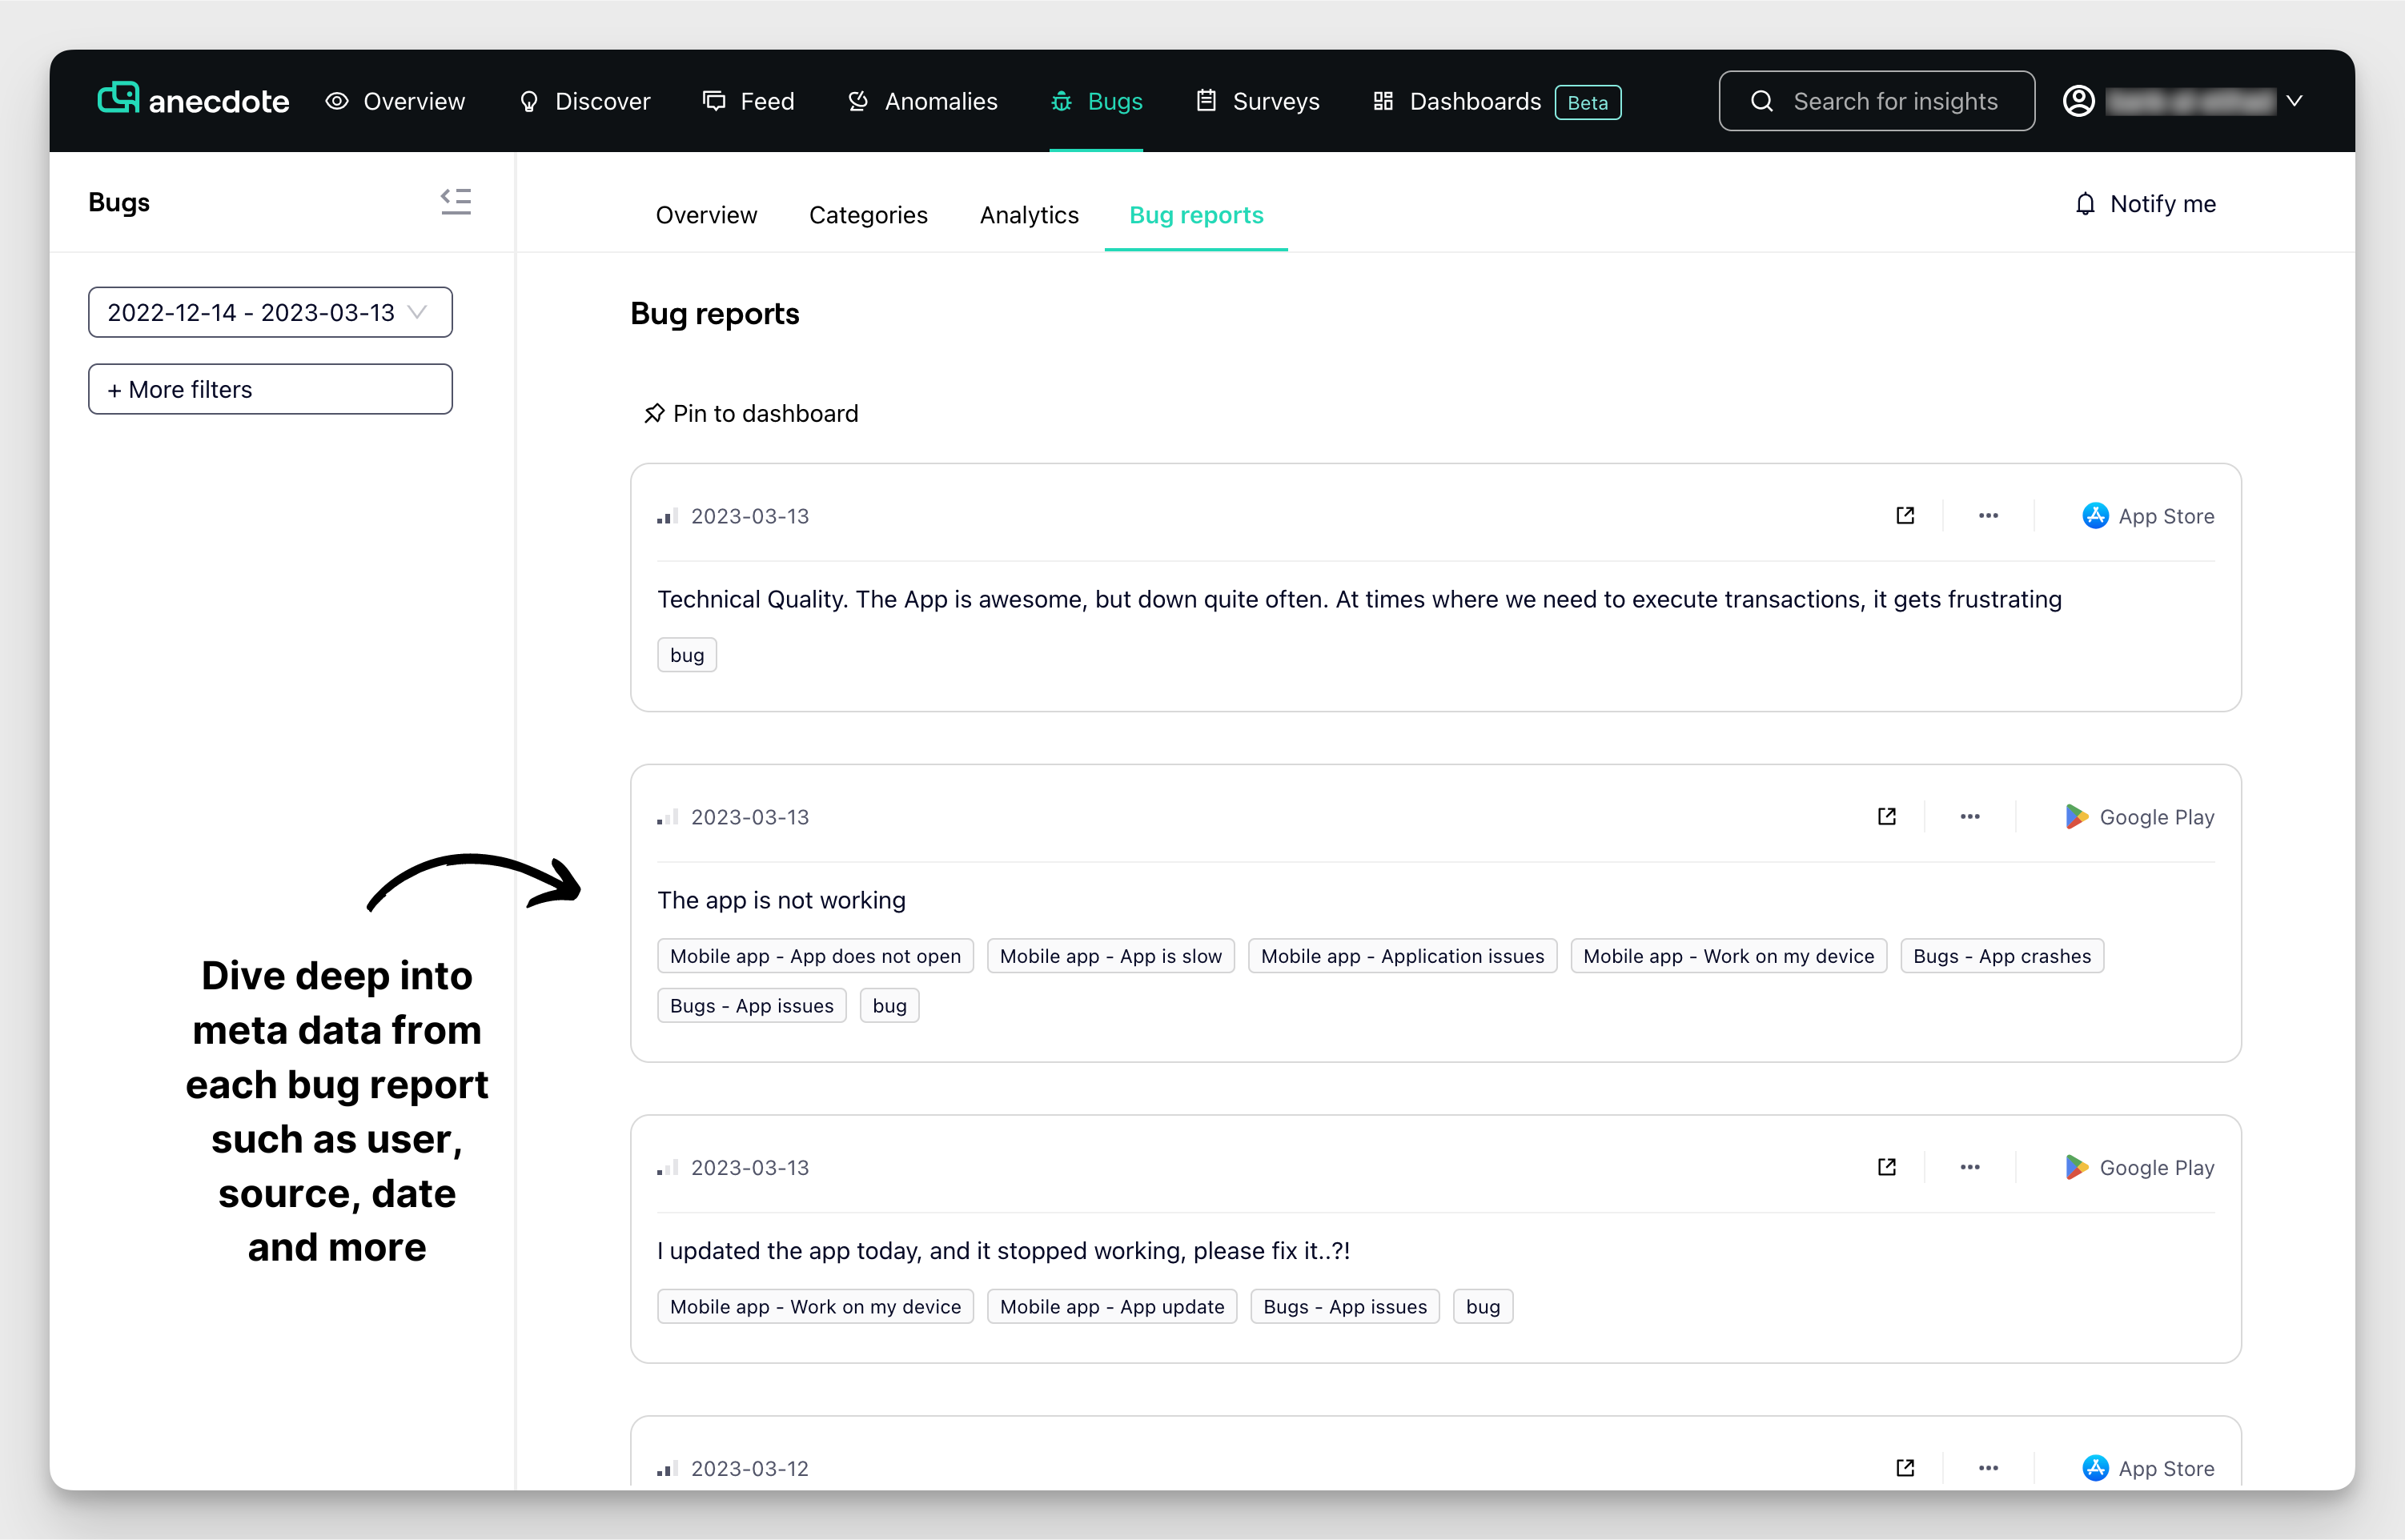 anecdote Overview Discover Feed Anomalies Bugs Surveys Dashboards Beta Search for insights
Bugs
Overview Categories Analytics Bug reports Notify me
2022-12-14 - 2023-03-13
+ More filters
Bug reports
Pin to dashboard
2023-03-13 ••• App Store
Technical Quality. The App is awesome, but down quite often. At times where we need to execute transactions, it gets frustrating
bug
2023-03-13 ••• Google Play
The app is not working
Mobile app - App does not open Mobile app - App is slow Mobile app - Application issues Mobile app - Work on my device Bugs - App crashes
Bugs - App issues bug
2023-03-13 ••• Google Play
I updated the app today, and it stopped working, please fix it..?!
Mobile app - Work on my device Mobile app - App update Bugs - App issues bug
2023-03-12 ••• App Store
Dive deep into
meta data from
each bug report
such as user,
source, date
and more